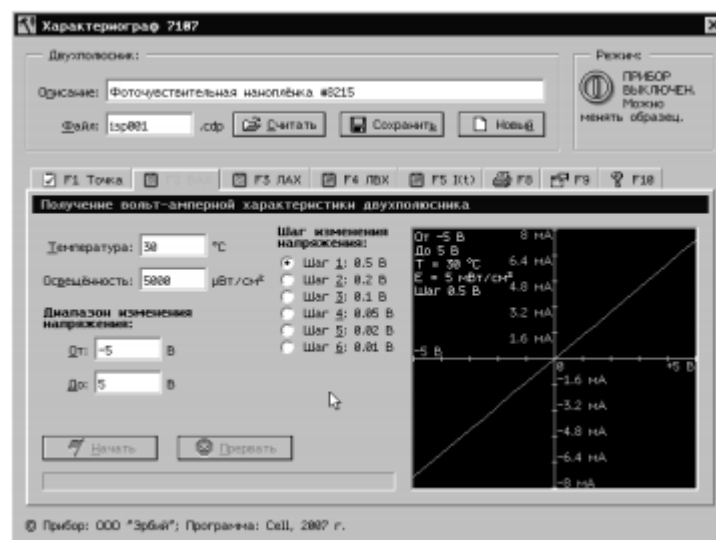 Характериограф 7107
Двухполюсник:
Описание: Фоточувствительная наноплёнка #8215
Файл: isp001 .cdp Считать Сохранить Новый
Режим:
ПРИБОР
ВЫКЛЮЧЕН.
Можно
менять образец.
F1 Точка F2 ВАХ F3 ЛАХ F4 ЛВХ F5 I(t) F8 F9 F10
Получение вольт-амперной характеристики двухполюсника
Температура: 30 °C
Освещённость: 5000 μВт/см²
Диапазон изменения
напряжения:
От: -5 В
До: 5 В
Шаг изменения
напряжения:
Шаг 1: 0.5 В
Шаг 2: 0.2 В
Шаг 3: 0.1 В
Шаг 4: 0.05 В
Шаг 5: 0.02 В
Шаг 6: 0.01 В
Начать Прервать
От -5 В
До 5 В
T = 30 °C
E = 5 мВт/см²
Шаг 0.5 В
8 мА
6.4 мА
4.8 мА
3.2 мА
1.6 мА
-5 В 0 +5 В
-1.6 мА
-3.2 мА
-4.8 мА
-6.4 мА
-8 мА
© Прибор: ООО "Эрбий"; Программа: Cell, 2007 г.